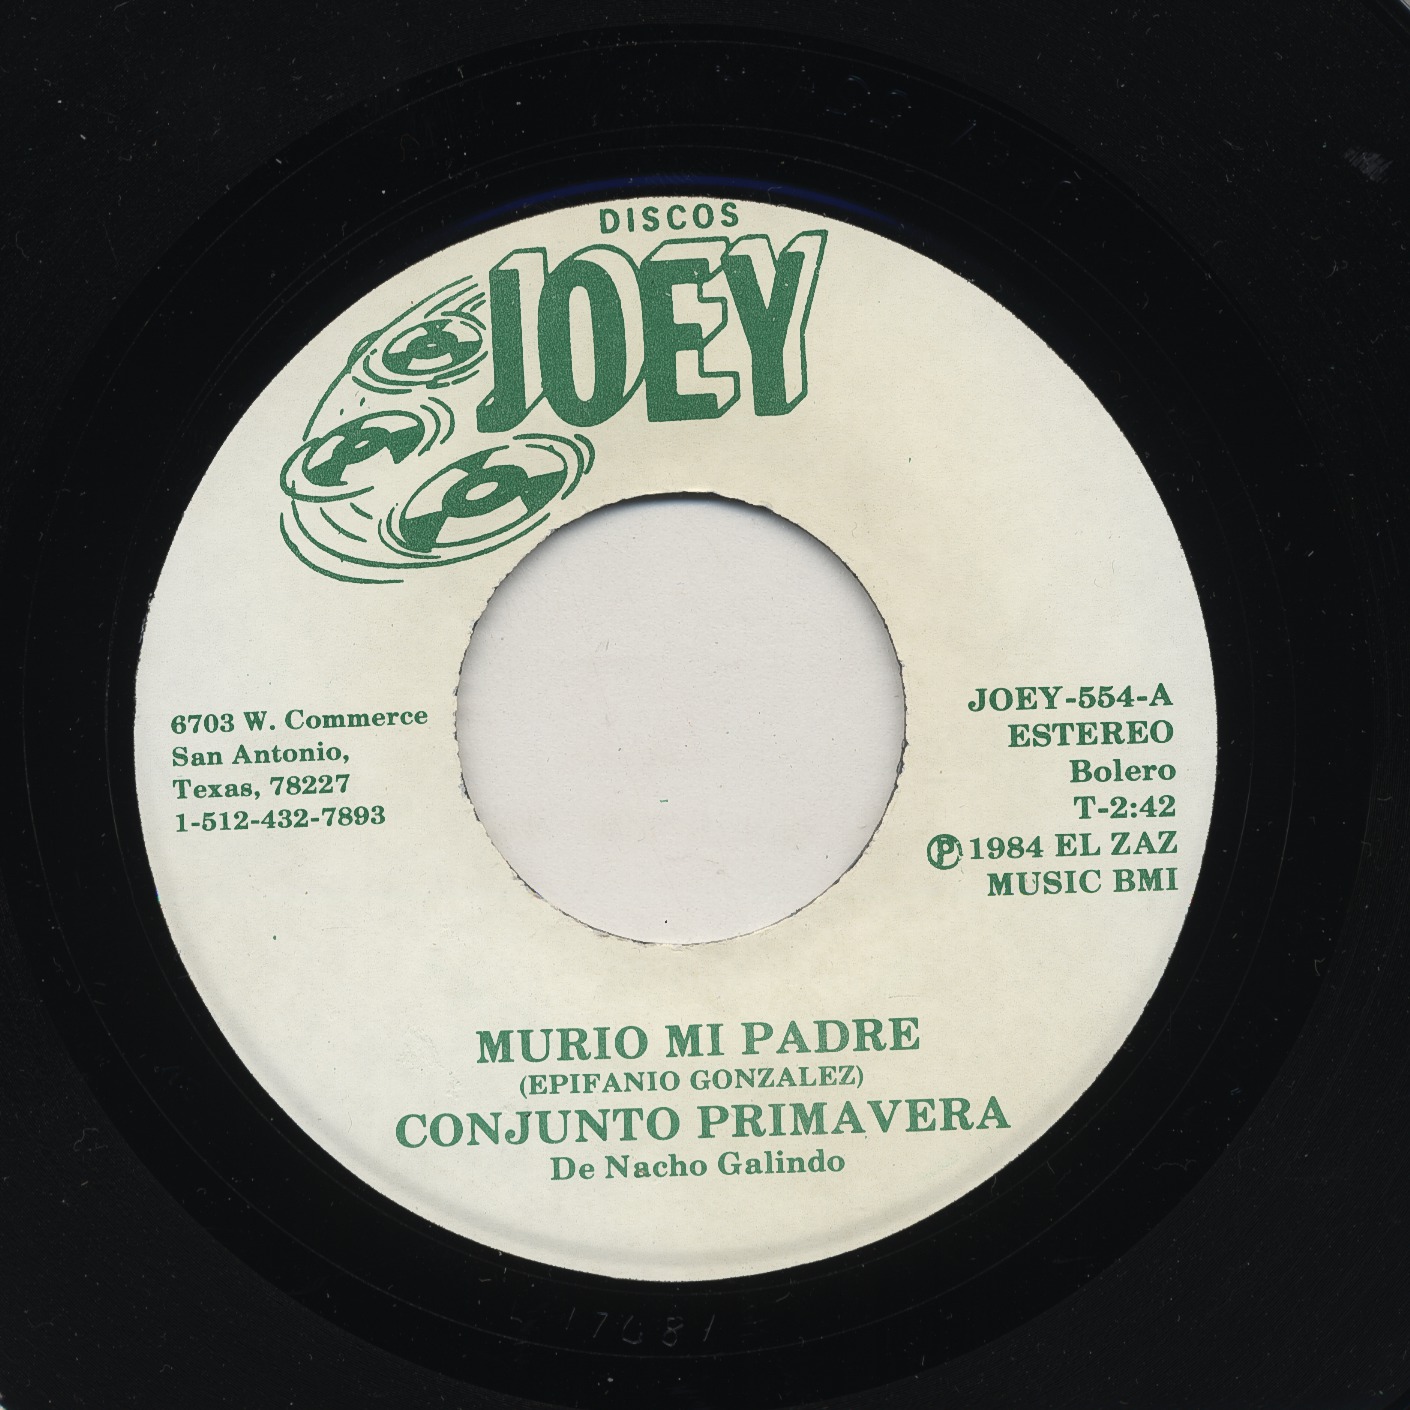 DISCOS
JOEY
6703 W. Commerce
San Antonio,
Texas, 78227
1-512-432-7893
JOEY-554-A
ESTEREO
Bolero
T-2:42
Ⓟ1984 EL ZAZ
MUSIC BMI
MURIO MI PADRE
(EPIFANIO GONZALEZ)
CONJUNTO PRIMAVERA
De Nacho Galindo